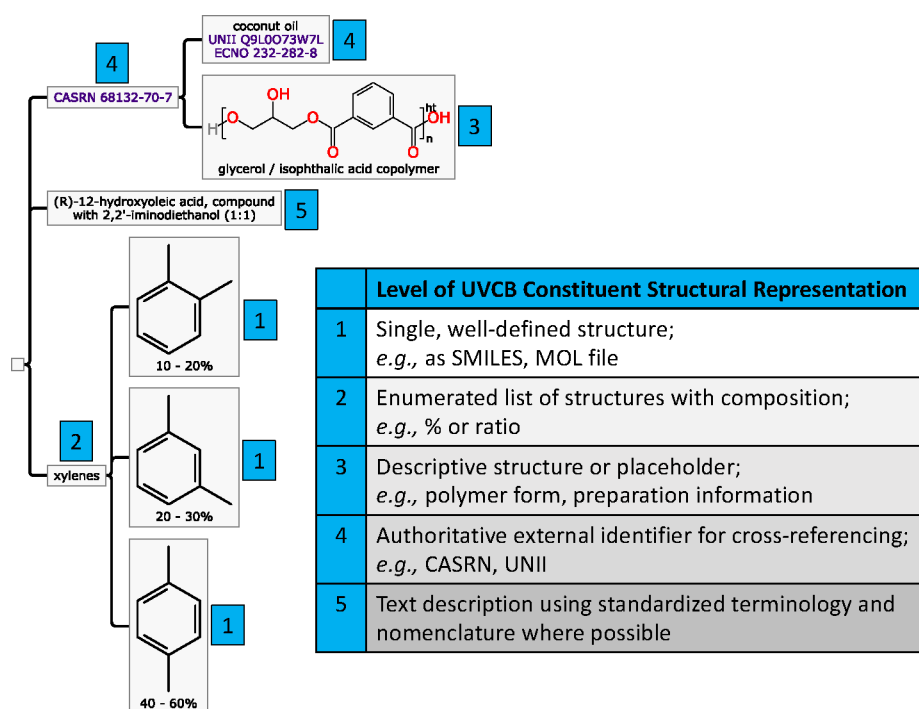 coconut oil
UNII Q9L0O73W7L
ECNO 232-282-8
4
4
CASRN 68132-70-7
OH
H
O
O
O
O
OH
ht
n
3
glycerol / isophthalic acid copolymer
(R)-12-hydroxyoleic acid, compound
with 2,2'-iminodiethanol (1:1)
5
1
10 - 20%
2
xylenes
1
20 - 30%
1
40 - 60%
Level of UVCB Constituent Structural Representation
1
Single, well-defined structure;
e.g., as SMILES, MOL file
2
Enumerated list of structures with composition;
e.g., % or ratio
3
Descriptive structure or placeholder;
e.g., polymer form, preparation information
4
Authoritative external identifier for cross-referencing;
e.g., CASRN, UNII
5
Text description using standardized terminology and
nomenclature where possible